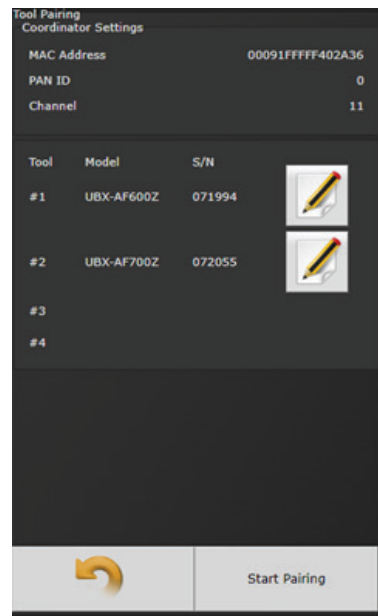 Tool Pairing
Coordinator Settings
MAC Address 00091FFFFF402A36
PAN ID 0
Channel 11
Tool Model S/N
#1 UBX-AF600Z 071994
#2 UBX-AF700Z 072055
#3
#4
Start Pairing